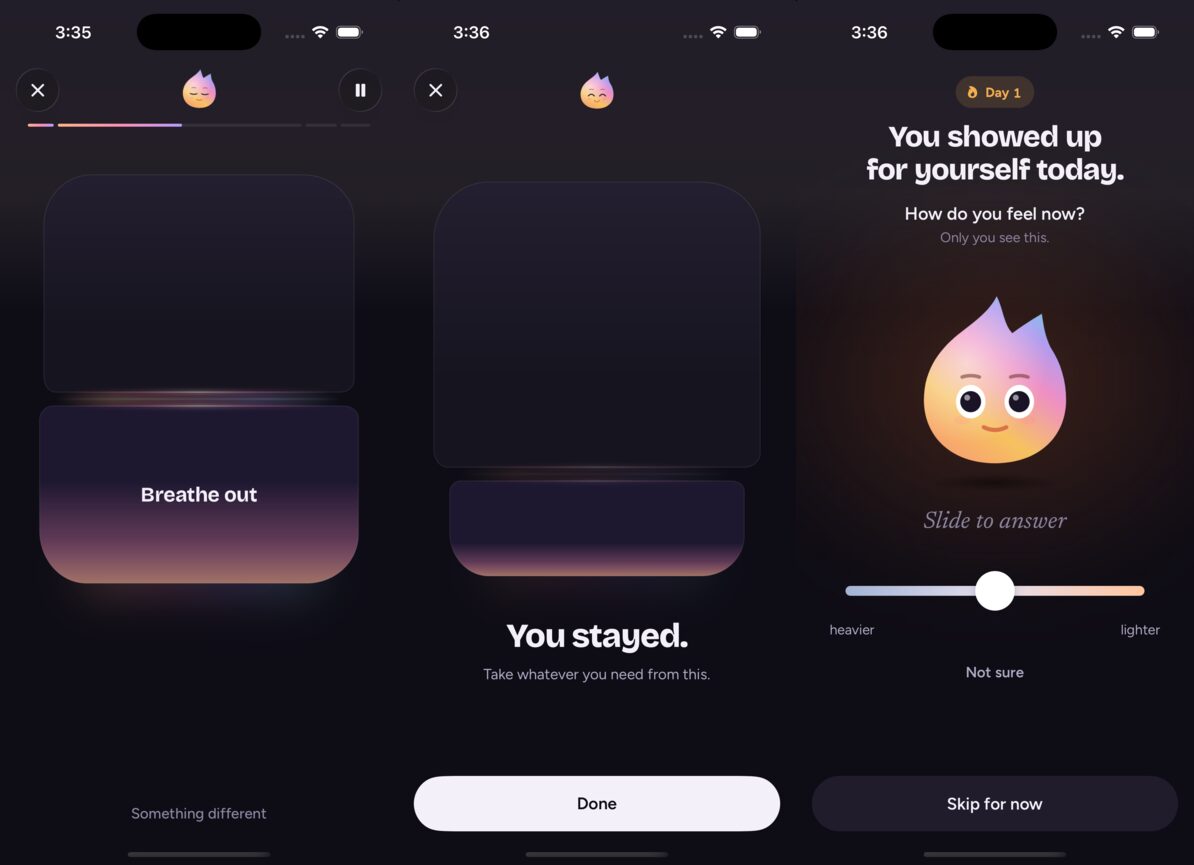 3:35
Breathe out
Something different
3:36
You stayed.
Take whatever you need from this.
Done
3:36
Day 1
You showed up
for yourself today.
How do you feel now?
Only you see this.
Slide to answer
heavier
lighter
Not sure
Skip for now